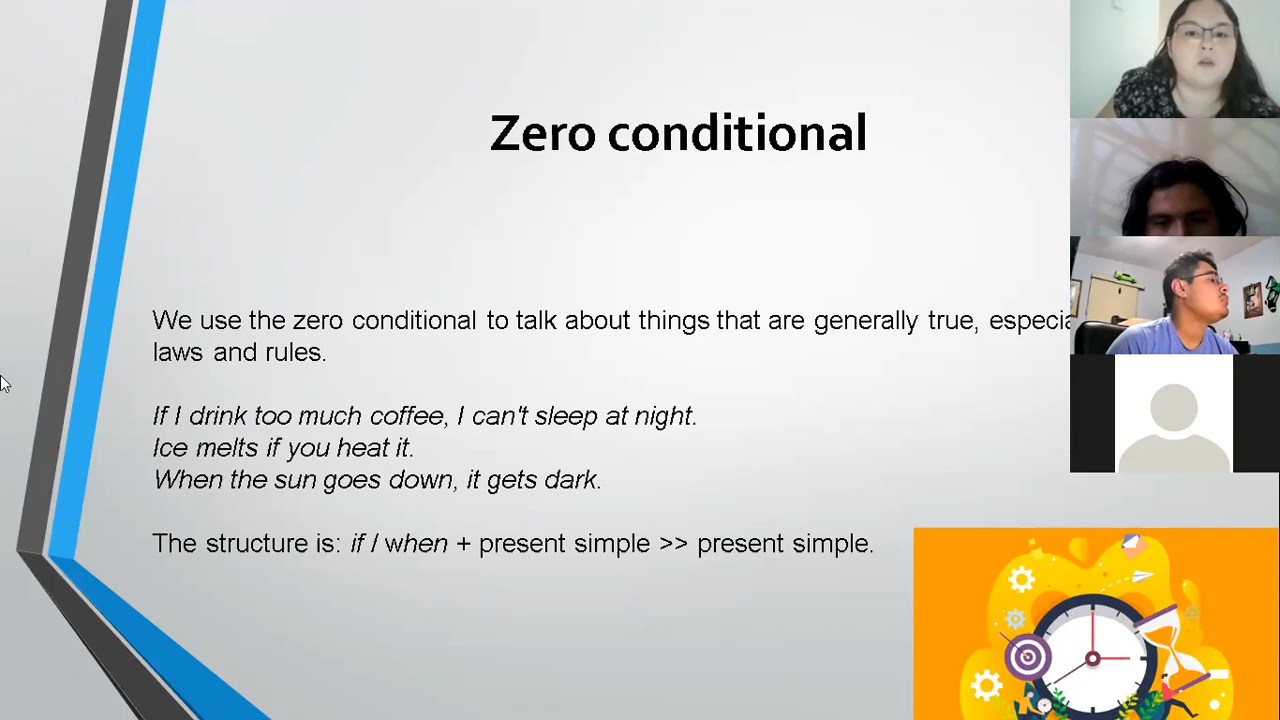 Zero conditional
We use the zero conditional to talk about things that are generally true, especia
laws and rules.
If I drink too much coffee, I can't sleep at night.
Ice melts if you heat it.
When the sun goes down, it gets dark.
The structure is: if / when + present simple >> present simple.